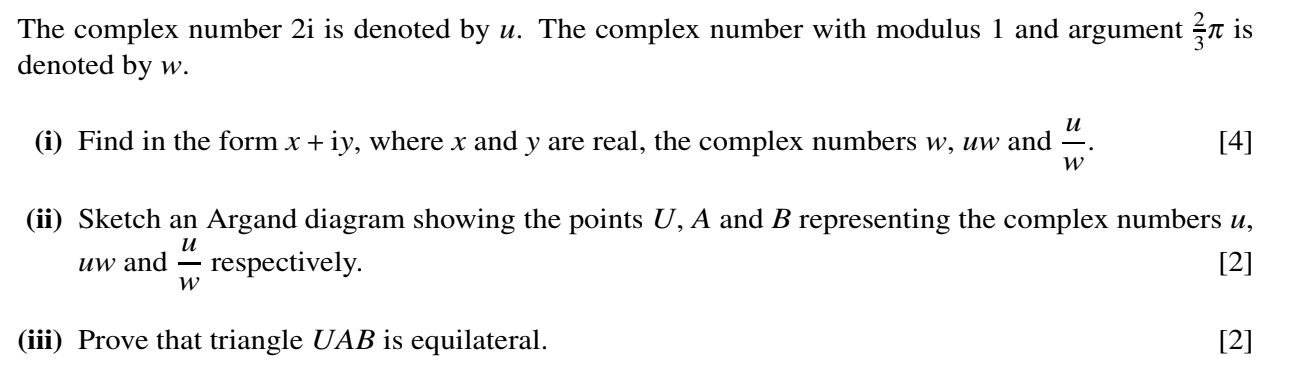 The complex number 2i is denoted by u. The complex number with modulus 1 and argument \frac{2}{3}π is
denoted by w.
(i) Find in the form x + iy, where x and y are real, the complex numbers w, uw and \frac{u}{w}. [4]
(ii) Sketch an Argand diagram showing the points U, A and B representing the complex numbers u,
uw and \frac{u}{w} respectively. [2]
(iii) Prove that triangle UAB is equilateral. [2]